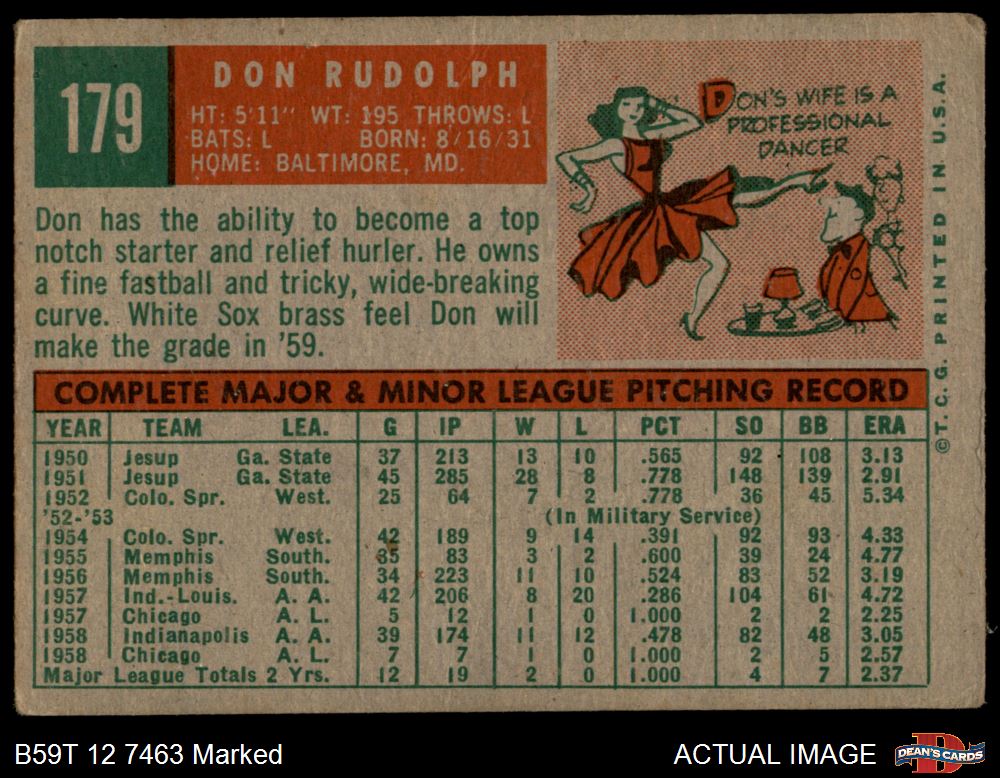 179
DON RUDOLPH
HT: 5'11" WT: 195 THROWS: L
BATS: L BORN: 8/16/31
HOME: BALTIMORE, MD.
DON'S WIFE IS A
PROFESSIONAL
DANCER
Don has the ability to become a top
notch starter and relief hurler. He owns
a fine fastball and tricky, wide-breaking
curve. White Sox brass feel Don will
make the grade in '59.
©T.C.G. PRINTED IN U.S.A.
COMPLETE MAJOR & MINOR LEAGUE PITCHING RECORD
YEAR TEAM LEA. G IP W L PCT SO BB ERA
1950 Jesup Ga. State 37 213 13 10 .565 92 108 3.13
1951 Jesup Ga. State 45 285 28 8 .778 148 139 2.91
1952 Colo. Spr. West. 25 64 7 2 .778 36 45 5.34
'52-'53 (In Military Service)
1954 Colo. Spr. West. 42 189 9 14 .391 92 93 4.33
1955 Memphis South. 35 83 3 2 .600 39 24 4.77
1956 Memphis South. 34 223 11 10 .524 83 52 3.19
1957 Ind.-Louis. A. A. 42 206 8 20 .286 104 61 4.72
1957 Chicago A. L. 5 12 1 0 1.000 2 2 2.25
1958 Indianapolis A. A. 39 174 11 12 .478 82 48 3.05
1958 Chicago A. L. 7 7 1 0 1.000 2 5 2.57
Major League Totals 2 Yrs. 12 19 2 0 1.000 4 7 2.37
B59T 12 7463 Marked
ACTUAL IMAGE
DEAN'S CARDS